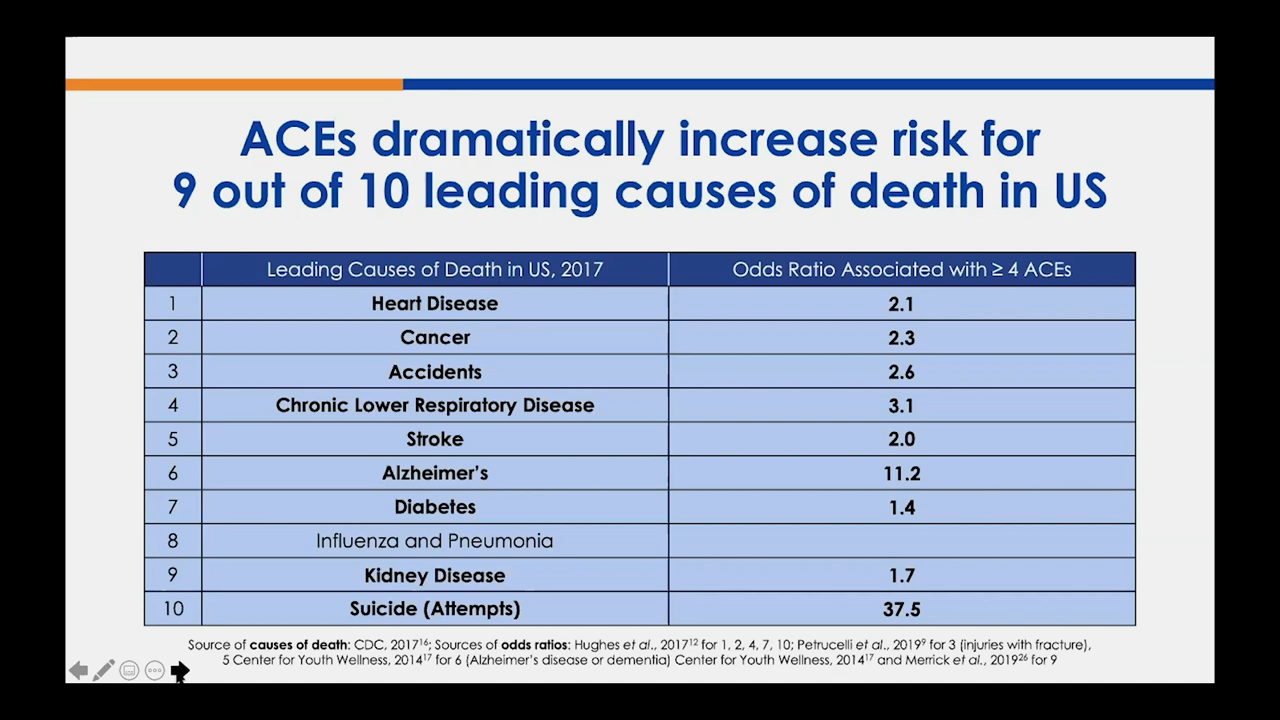 ACEs dramatically increase risk for
9 out of 10 leading causes of death in US
Leading Causes of Death in US, 2017 Odds Ratio Associated with ≥ 4 ACEs
1 Heart Disease 2.1
2 Cancer 2.3
3 Accidents 2.6
4 Chronic Lower Respiratory Disease 3.1
5 Stroke 2.0
6 Alzheimer's 11.2
7 Diabetes 1.4
8 Influenza and Pneumonia
9 Kidney Disease 1.7
10 Suicide (Attempts) 37.5
Source of causes of death: CDC, 2017¹⁶; Sources of odds ratios: Hughes et al., 2017¹² for 1, 2, 4, 7, 10; Petrucelli et al., 2019⁹ for 3 (injuries with fracture),
5 Center for Youth Wellness, 2014¹⁷ for 6 (Alzheimer's disease or dementia) Center for Youth Wellness, 2014¹⁷ and Merrick et al., 2019²⁶ for 9